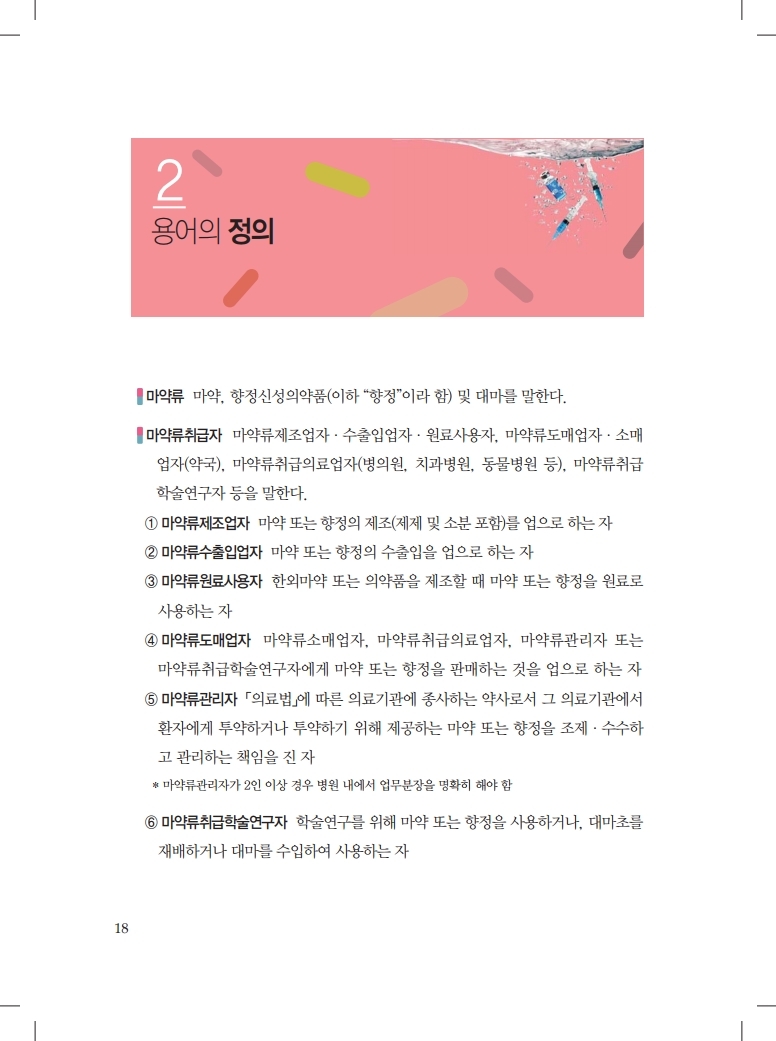 2
용어의 정의
마약류 마약, 향정신성의약품(이하 “향정”이라 함) 및 대마를 말한다.
마약류취급자 마약류제조업자 · 수출입업자 · 원료사용자, 마약류도매업자 · 소매
업자(약국), 마약류취급의료업자(병의원, 치과병원, 동물병원 등), 마약류취급
학술연구자 등을 말한다.
① 마약류제조업자 마약 또는 향정의 제조(제제 및 소분 포함)를 업으로 하는 자
② 마약류수출입업자 마약 또는 향정의 수출입을 업으로 하는 자
③ 마약류원료사용자 한외마약 또는 의약품을 제조할 때 마약 또는 향정을 원료로
사용하는 자
④ 마약류도매업자 마약류소매업자, 마약류취급의료업자, 마약류관리자 또는
마약류취급학술연구자에게 마약 또는 향정을 판매하는 것을 업으로 하는 자
⑤ 마약류관리자 「의료법」에 따른 의료기관에 종사하는 약사로서 그 의료기관에서
환자에게 투약하거나 투약하기 위해 제공하는 마약 또는 향정을 조제 · 수수하
고 관리하는 책임을 진 자
* 마약류관리자가 2인 이상 경우 병원 내에서 업무분장을 명확히 해야 함
⑥ 마약류취급학술연구자 학술연구를 위해 마약 또는 향정을 사용하거나, 대마초를
재배하거나 대마를 수입하여 사용하는 자
18